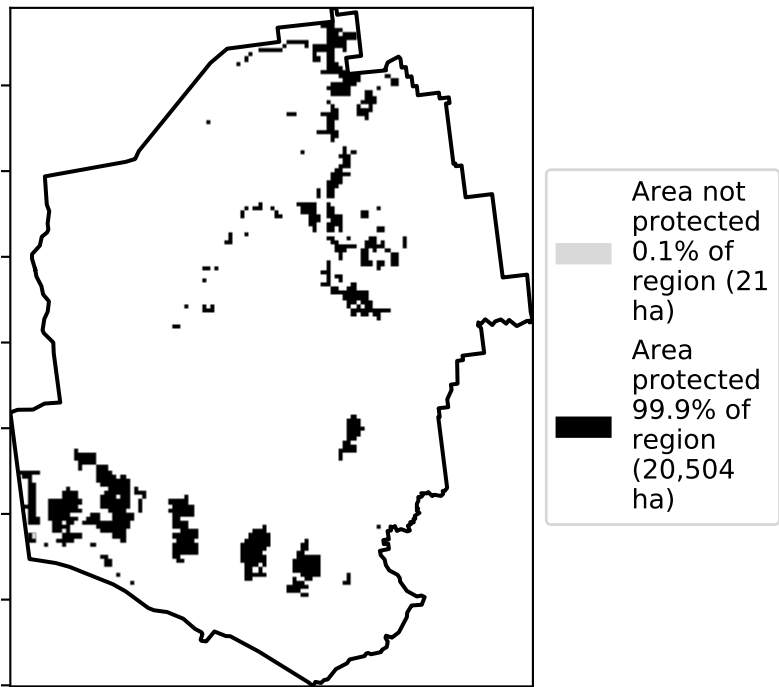 Area not
protected
0.1% of
region (21
ha)
Area
protected
99.9% of
region
(20,504
ha)